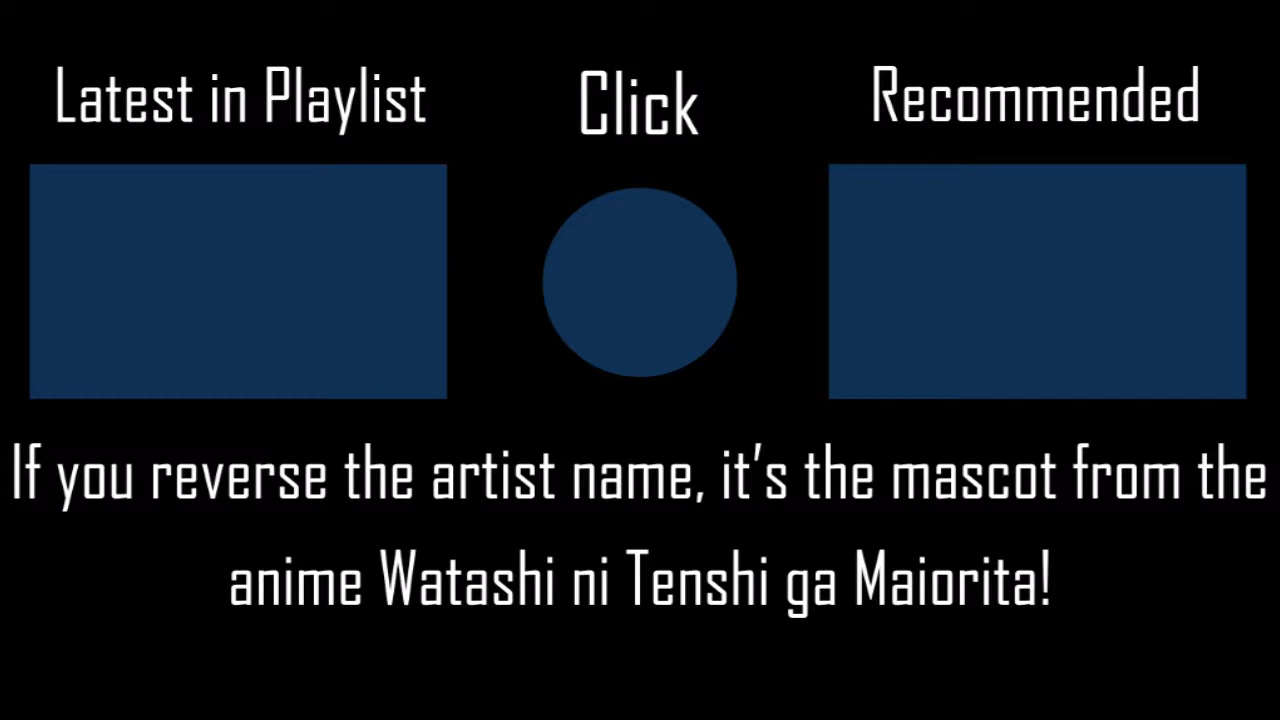 Latest in Playlist
Click
Recommended
If you reverse the artist name, it's the mascot from the
anime Watashi ni Tenshi ga Maiorita!